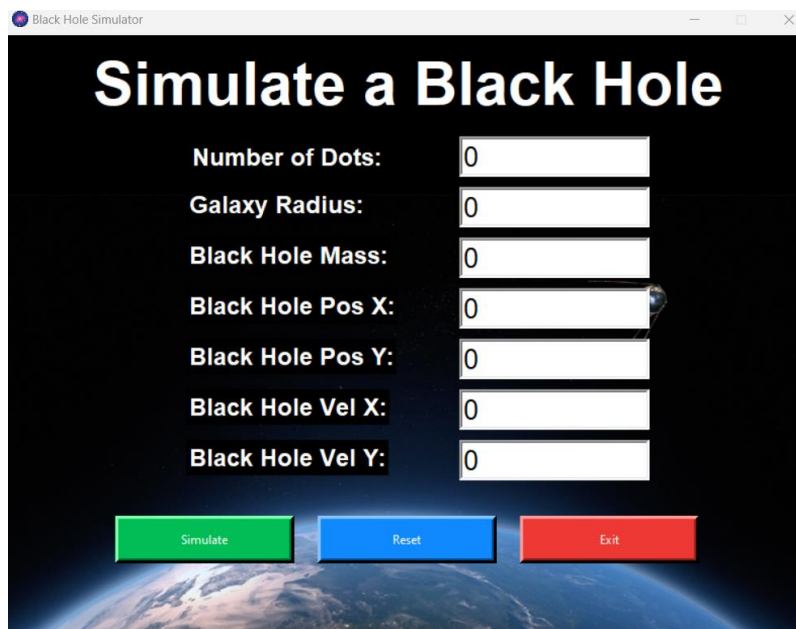 Black Hole Simulator
Simulate a Black Hole
Number of Dots: 0
Galaxy Radius: 0
Black Hole Mass: 0
Black Hole Pos X: 0
Black Hole Pos Y: 0
Black Hole Vel X: 0
Black Hole Vel Y: 0
Simulate Reset Exit